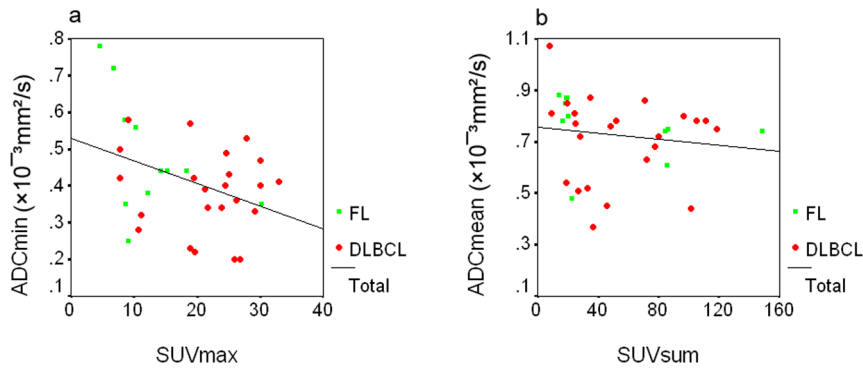 a
ADCmin (×10⁻³mm²/s)
.8
.7
.6
.5
.4
.3
.2
.1
0
10
20
30
40
SUVmax
FL
DLBCL
Total
b
ADCmean (×10⁻³mm²/s)
1.1
.9
.7
.5
.3
.1
0
40
80
120
160
SUVsum
FL
DLBCL
Total